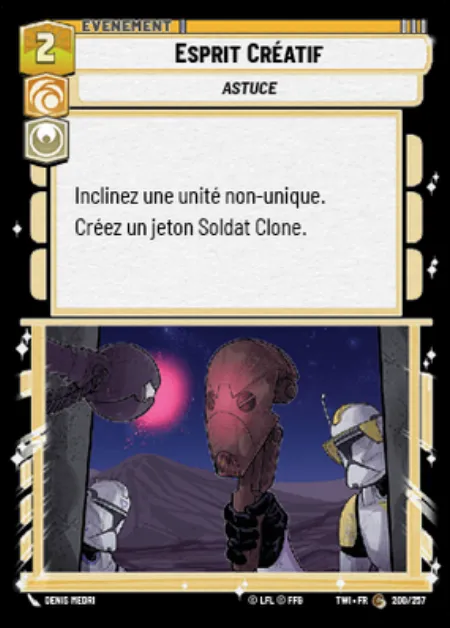 EVENEMENT
2
ESPRIT CRÉATIF
ASTUCE
Inclinez une unité non-unique.
Créez un jeton Soldat Clone.
DENIS MEDRI
© LFL © FFG
TWI • FR
200/257